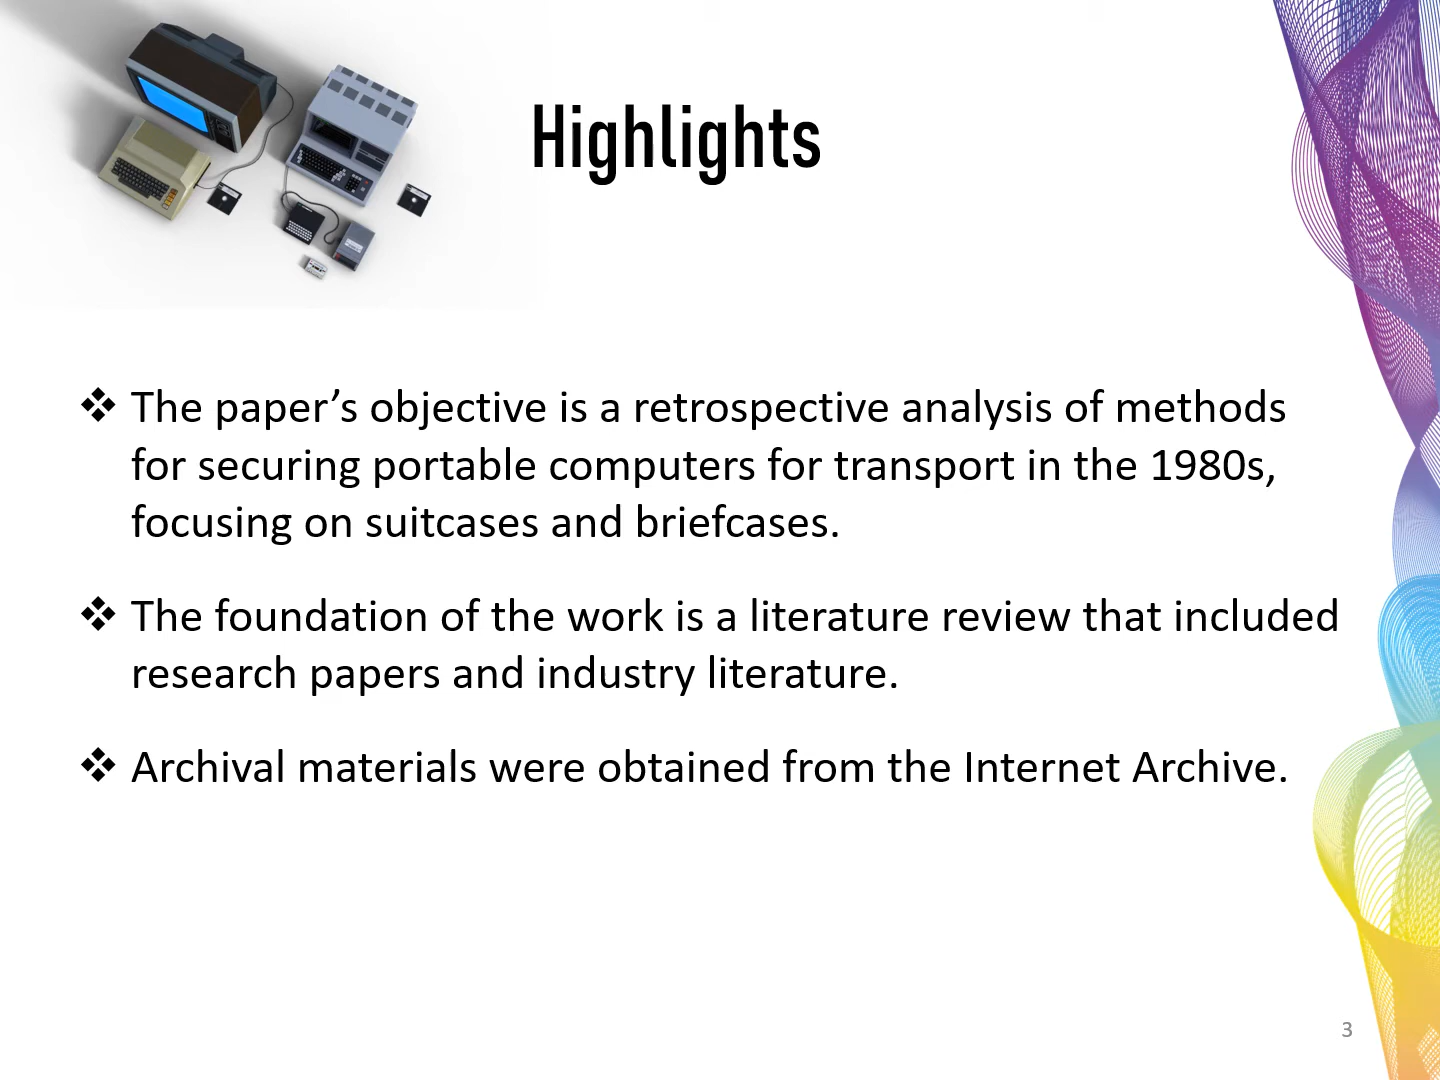 Highlights
❖ The paper’s objective is a retrospective analysis of methods
for securing portable computers for transport in the 1980s,
focusing on suitcases and briefcases.
❖ The foundation of the work is a literature review that included
research papers and industry literature.
❖ Archival materials were obtained from the Internet Archive.
3